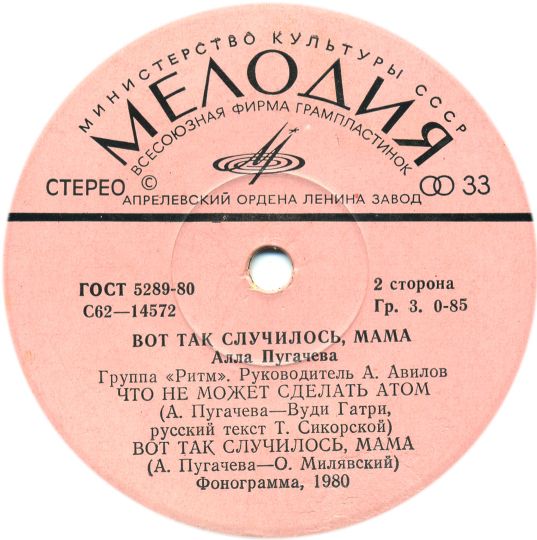 МИНИСТЕРСТВО КУЛЬТУРЫ СССР
МЕЛОДИЯ
ВСЕСОЮЗНАЯ ФИРМА ГРАМПЛАСТИНОК
СТЕРЕО © 33
АПРЕЛЕВСКИЙ ОРДЕНА ЛЕНИНА ЗАВОД
ГОСТ 5289-80 2 сторона
С62—14572 Гр. 3. 0-85
ВОТ ТАК СЛУЧИЛОСЬ, МАМА
Алла Пугачева
Группа «Ритм». Руководитель А. Авилов
ЧТО НЕ МОЖЕТ СДЕЛАТЬ АТОМ
(А. Пугачева—Вуди Гатри,
русский текст Т. Сикорской)
ВОТ ТАК СЛУЧИЛОСЬ, МАМА
(А. Пугачева—О. Милявский)
Фонограмма, 1980